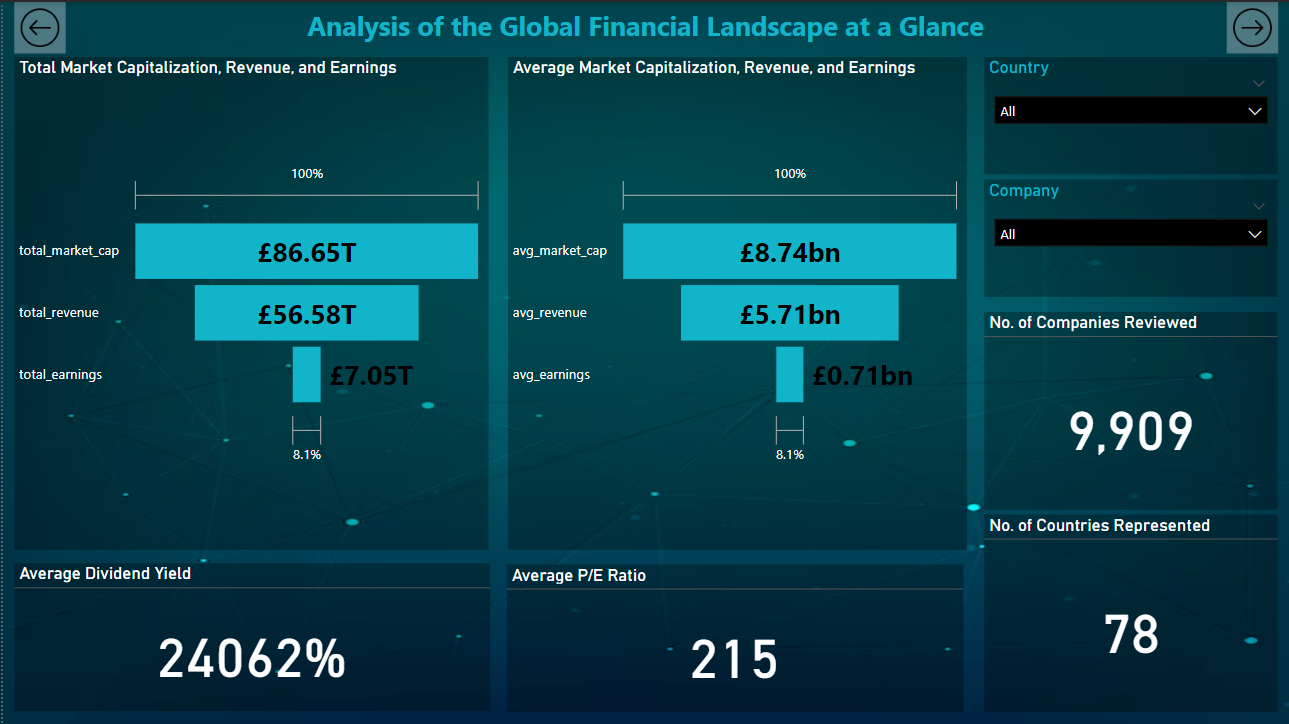 Analysis of the Global Financial Landscape at a Glance
Total Market Capitalization, Revenue, and Earnings
100%
total_market_cap
£86.65T
total_revenue
£56.58T
total_earnings
£7.05T
8.1%
Average Market Capitalization, Revenue, and Earnings
100%
avg_market_cap
£8.74bn
avg_revenue
£5.71bn
avg_earnings
£0.71bn
8.1%
Country
All
Company
All
No. of Companies Reviewed
9,909
No. of Countries Represented
78
Average Dividend Yield
24062%
Average P/E Ratio
215